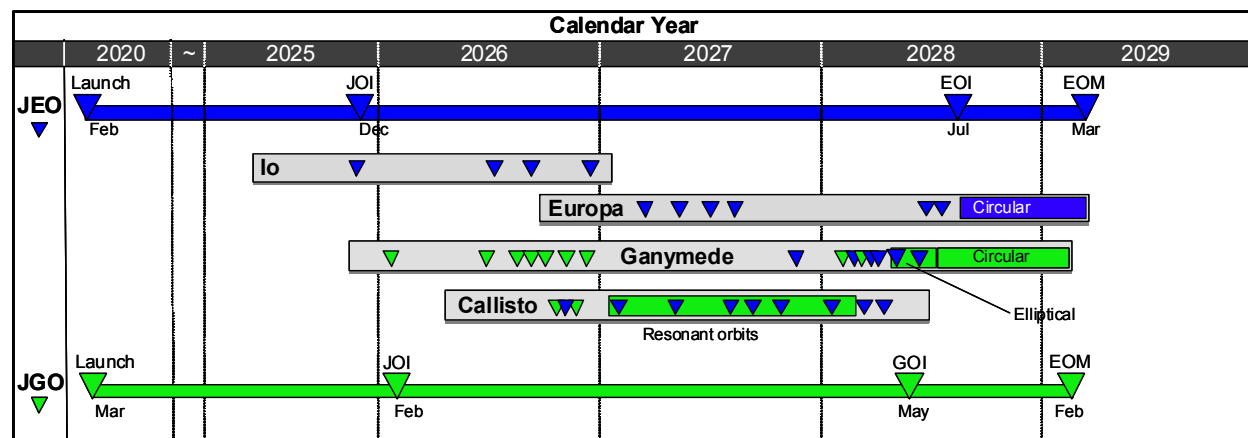 Calendar Year
2020 ~ 2025 2026 2027 2028 2029
Launch JOI EOI EOM
JEO
Feb Dec Jul Mar
Io
Europa Circular
Ganymede Circular
Callisto Elliptical
Resonant orbits
Launch JOI GOI EOM
JGO
Mar Feb May Feb